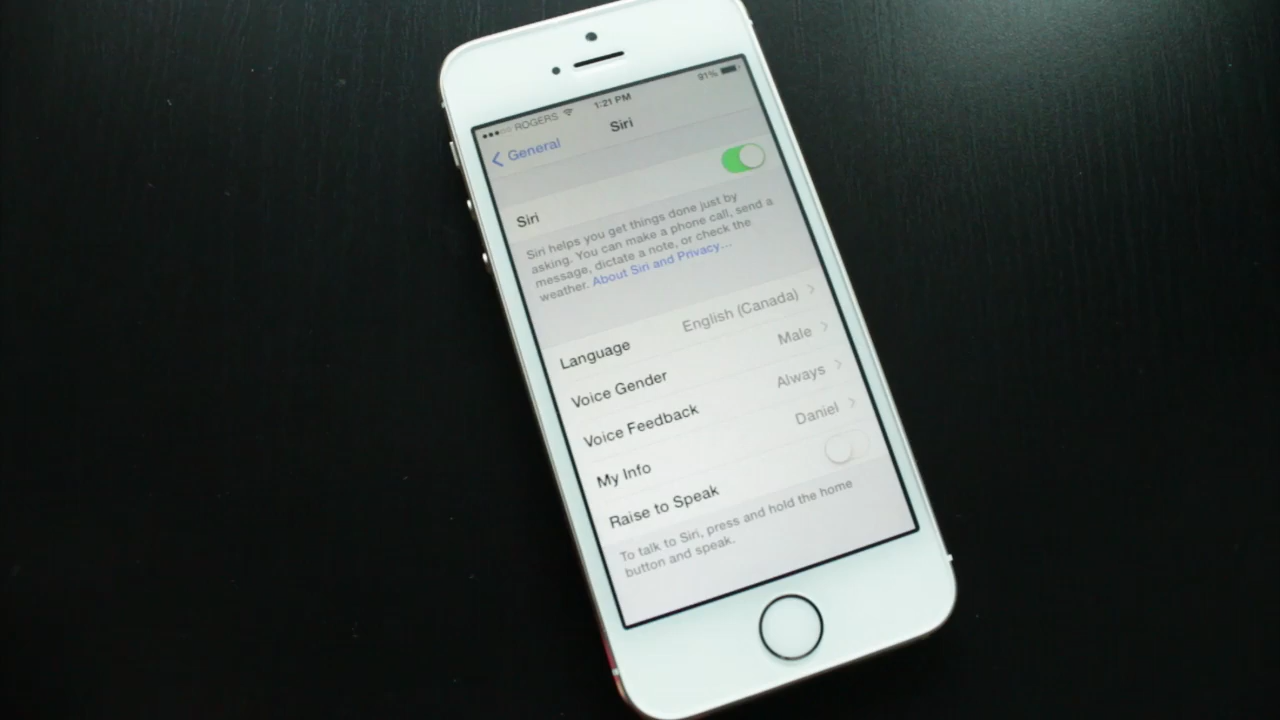 ROGERS 1:21 PM 91%
General Siri
Siri
Siri helps you get things done just by
asking. You can make a phone call, send a
message, dictate a note, or check the
weather. About Siri and Privacy...
Language English (Canada)
Voice Gender Male
Voice Feedback Always
My Info Daniel
Raise to Speak
To talk to Siri, press and hold the home
button and speak.